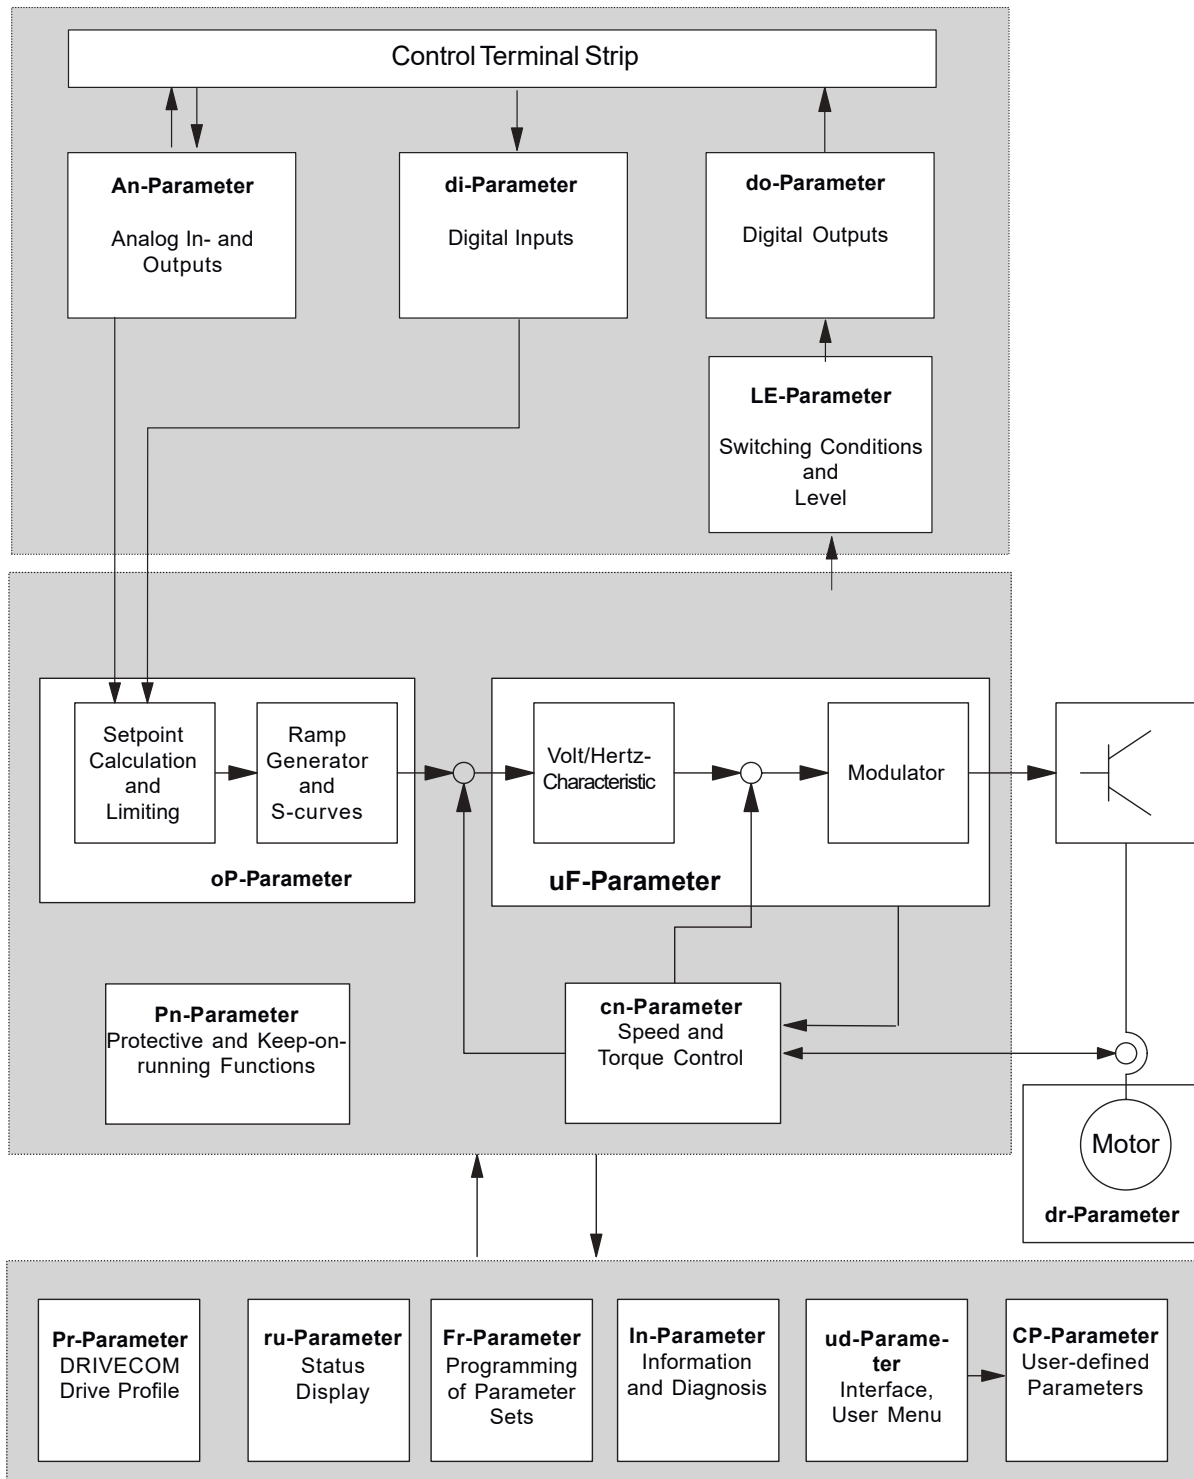 Control Terminal Strip
An-Parameter
Analog In- and
Outputs
di-Parameter
Digital Inputs
do-Parameter
Digital Outputs
LE-Parameter
Switching Conditions
and
Level
Setpoint
Calculation
and
Limiting
Ramp
Generator
and
S-curves
oP-Parameter
Volt/Hertz-
Characteristic
Modulator
uF-Parameter
Pn-Parameter
Protective and Keep-on-
running Functions
cn-Parameter
Speed and
Torque Control
Motor
dr-Parameter
Pr-Parameter
DRIVECOM
Drive Profile
ru-Parameter
Status
Display
Fr-Parameter
Programming
of Parameter
Sets
In-Parameter
Information
and Diagnosis
ud-Parame-
ter
Interface,
User Menu
CP-Parameter
User-defined
Parameters